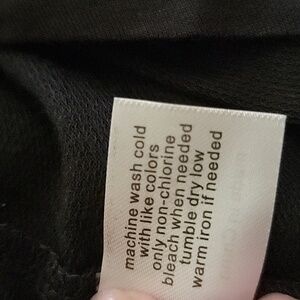 machine wash cold
with like colors
only non-chlorine
bleach when needed
tumble dry low
warm iron if needed